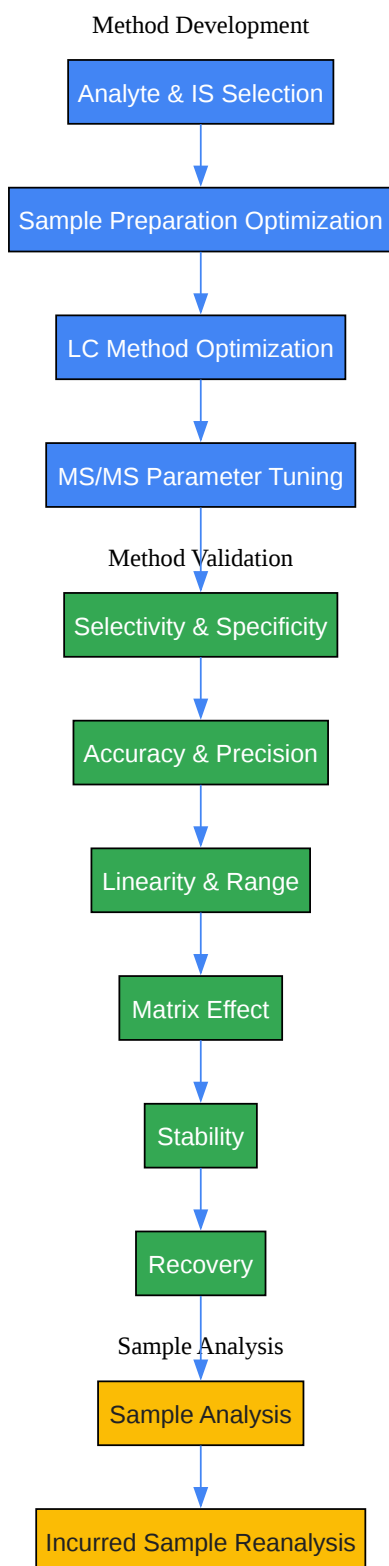 Method Development
Analyte & IS Selection
Sample Preparation Optimization
LC Method Optimization
MS/MS Parameter Tuning
Method Validation
Selectivity & Specificity
Accuracy & Precision
Linearity & Range
Matrix Effect
Stability
Recovery
Sample Analysis
Sample Analysis
Incurred Sample Reanalysis